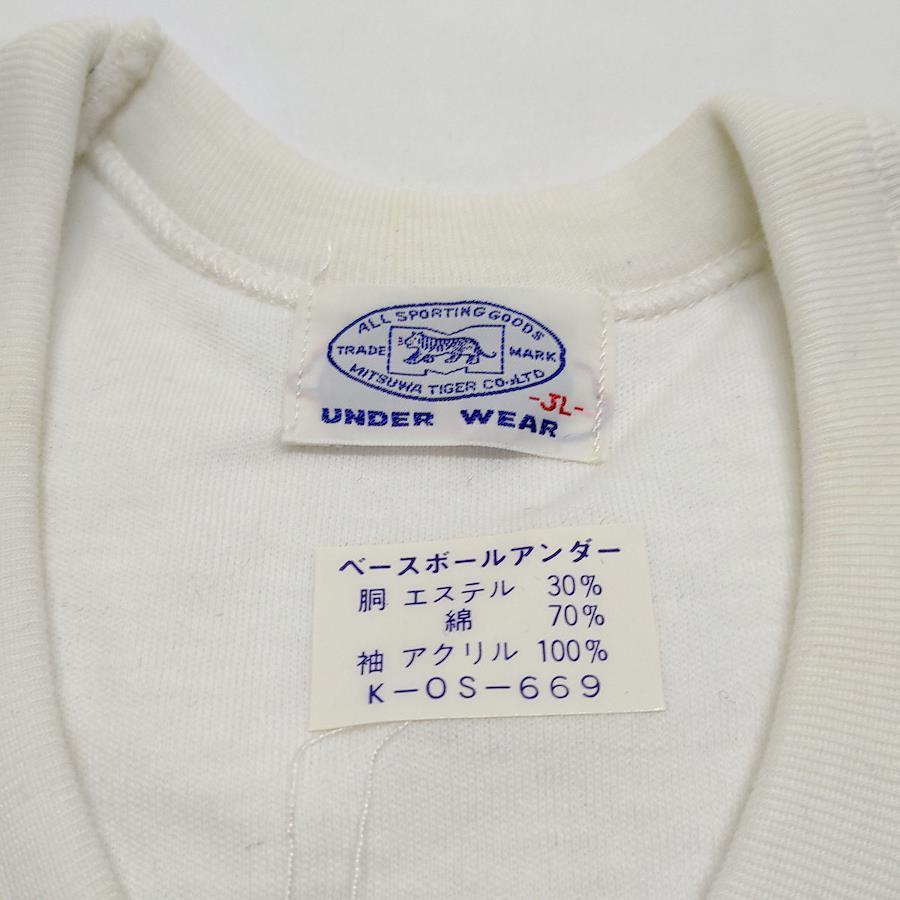 ALL SPORTING GOODS
TRADE MARK
MITSUWA TIGER CO.,LTD
-JL-
UNDER WEAR
ベースボールアンダー
胴 エステル 30%
綿 70%
袖 アクリル 100%
K-OS-669